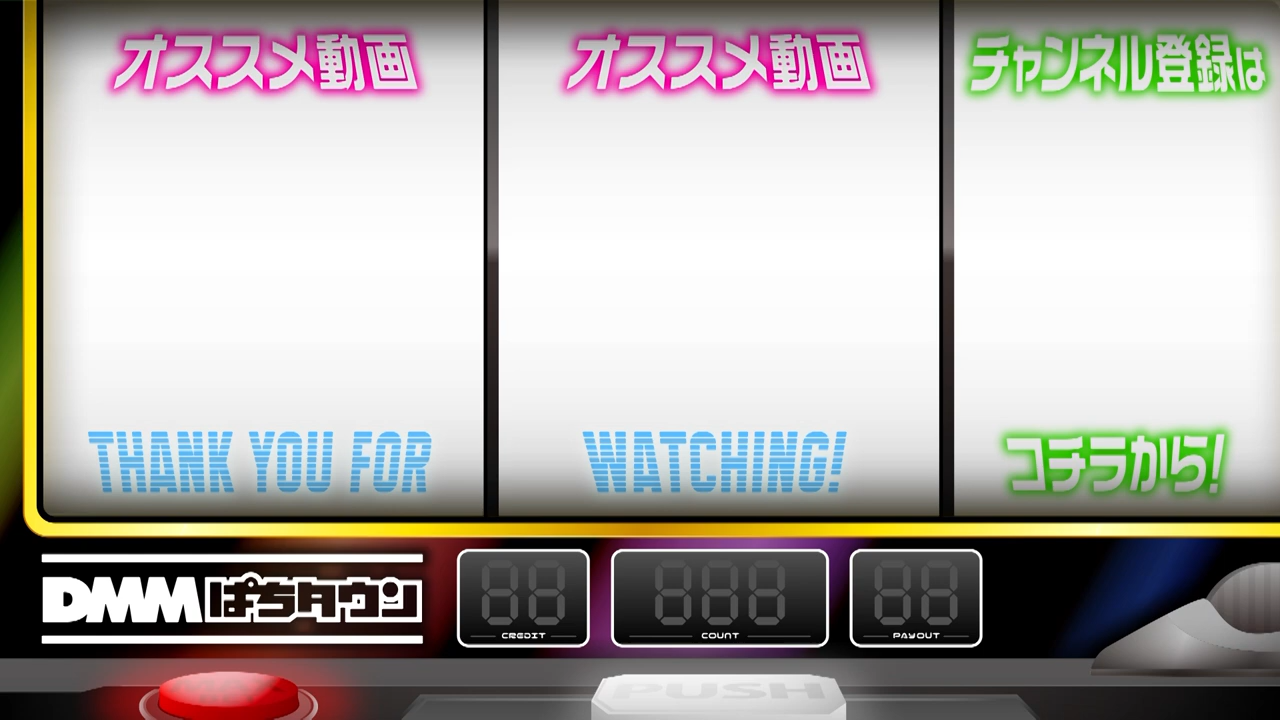 オススメ動画
オススメ動画
チャンネル登録は
THANK YOU FOR
WATCHING!
コチラから!
DMMぱちタウン
CREDIT
COUNT
PAYOUT
PUSH